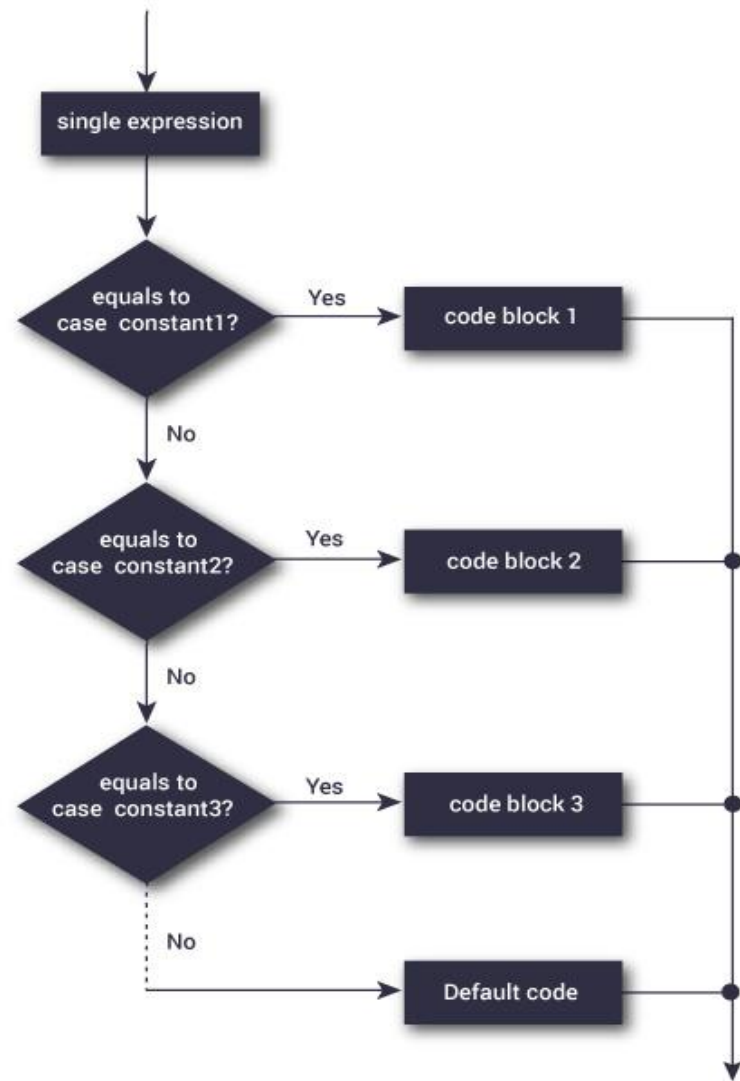 single expression
equals to
case constant1?
Yes
code block 1
No
equals to
case constant2?
Yes
code block 2
No
equals to
case constant3?
Yes
code block 3
No
Default code